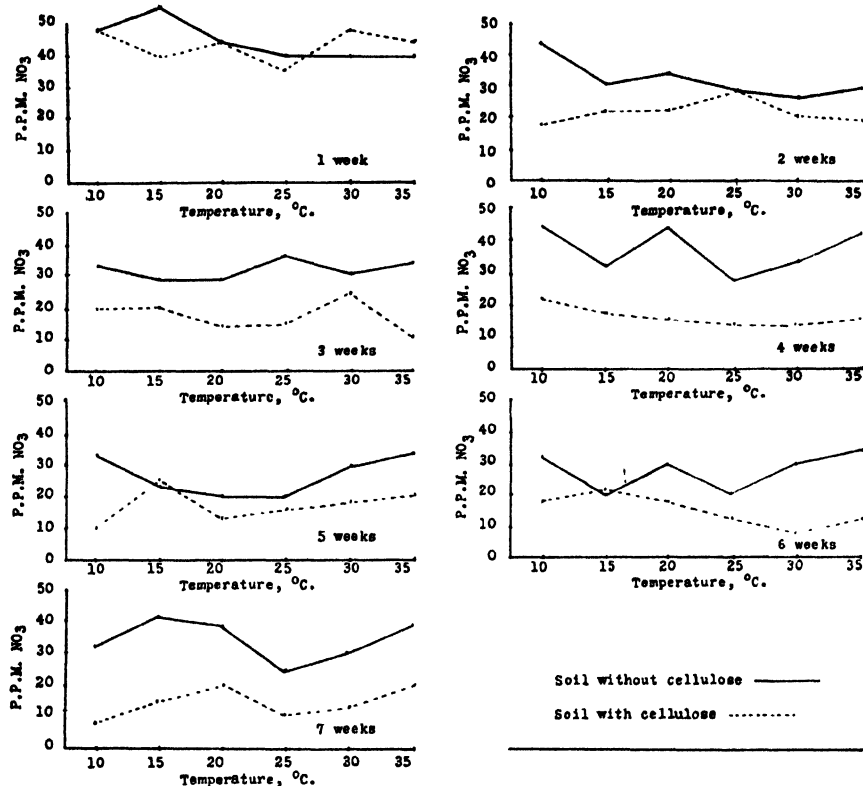 50
40
30
20
10
0
P.P.M. NO3
1 week
10 15 20 25 30 35
Temperature, °C.
50
40
30
20
10
0
P.P.M. NO3
2 weeks
10 15 20 25 30 35
Temperature, °C.
50
40
30
20
10
0
P.P.M. NO3
3 weeks
10 15 20 25 30 35
Temperature, °C.
50
40
30
20
10
0
P.P.M. NO3
4 weeks
10 15 20 25 30 35
Temperature, °C.
50
40
30
20
10
0
P.P.M. NO3
5 weeks
10 15 20 25 30 35
Temperature, °C.
50
40
30
20
10
0
P.P.M. NO3
6 weeks
10 15 20 25 30 35
Temperature, °C.
50
40
30
20
10
0
P.P.M. NO3
7 weeks
10 15 20 25 30 35
Temperature, °C.
Soil without cellulose
Soil with cellulose